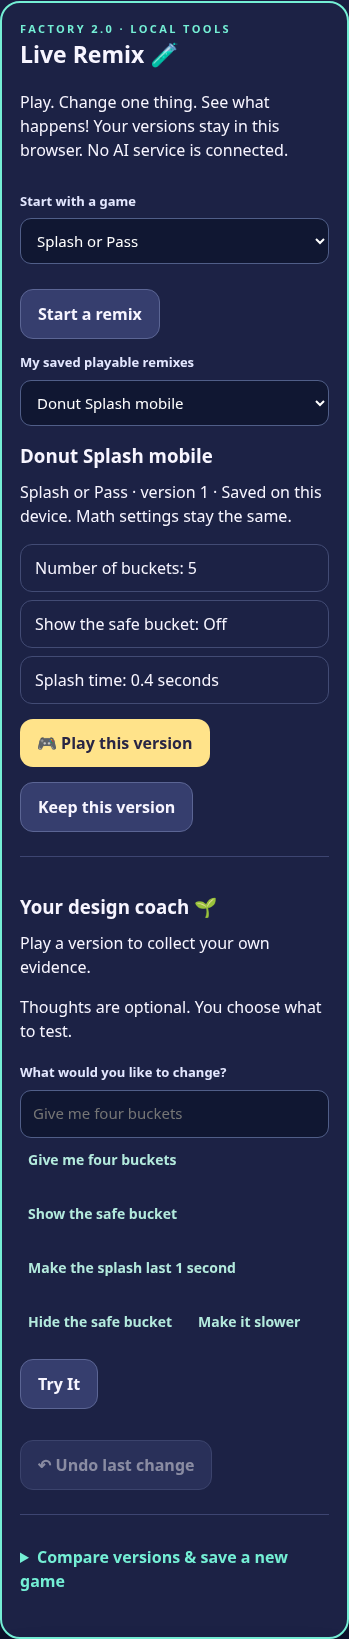 FACTORY 2.0 · LOCAL TOOLS
Live Remix 🧪
Play. Change one thing. See what
happens! Your versions stay in this
browser. No AI service is connected.
Start with a game
Splash or Pass
Start a remix
My saved playable remixes
Donut Splash mobile
Donut Splash mobile
Splash or Pass · version 1 · Saved on this
device. Math settings stay the same.
Number of buckets: 5
Show the safe bucket: Off
Splash time: 0.4 seconds
🎮 Play this version
Keep this version
Your design coach 🌱
Play a version to collect your own
evidence.
Thoughts are optional. You choose what
to test.
What would you like to change?
Give me four buckets
Give me four buckets
Show the safe bucket
Make the splash last 1 second
Hide the safe bucket Make it slower
Try It
↶ Undo last change
▶ Compare versions & save a new
game